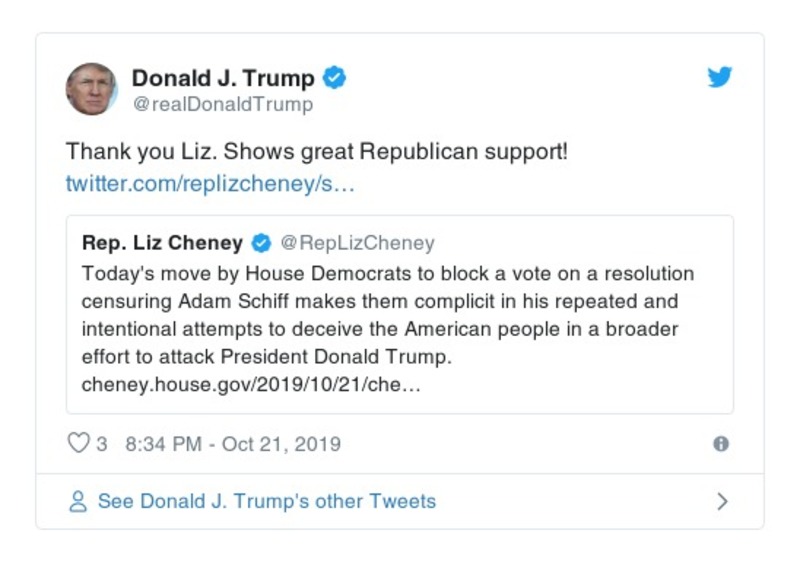 Donald J. Trump
@realDonaldTrump
Thank you Liz. Shows great Republican support!
twitter.com/replizcheney/s…
Rep. Liz Cheney @RepLizCheney
Today's move by House Democrats to block a vote on a resolution
censuring Adam Schiff makes them complicit in his repeated and
intentional attempts to deceive the American people in a broader
effort to attack President Donald Trump.
cheney.house.gov/2019/10/21/che…
3 8:34 PM - Oct 21, 2019
See Donald J. Trump's other Tweets